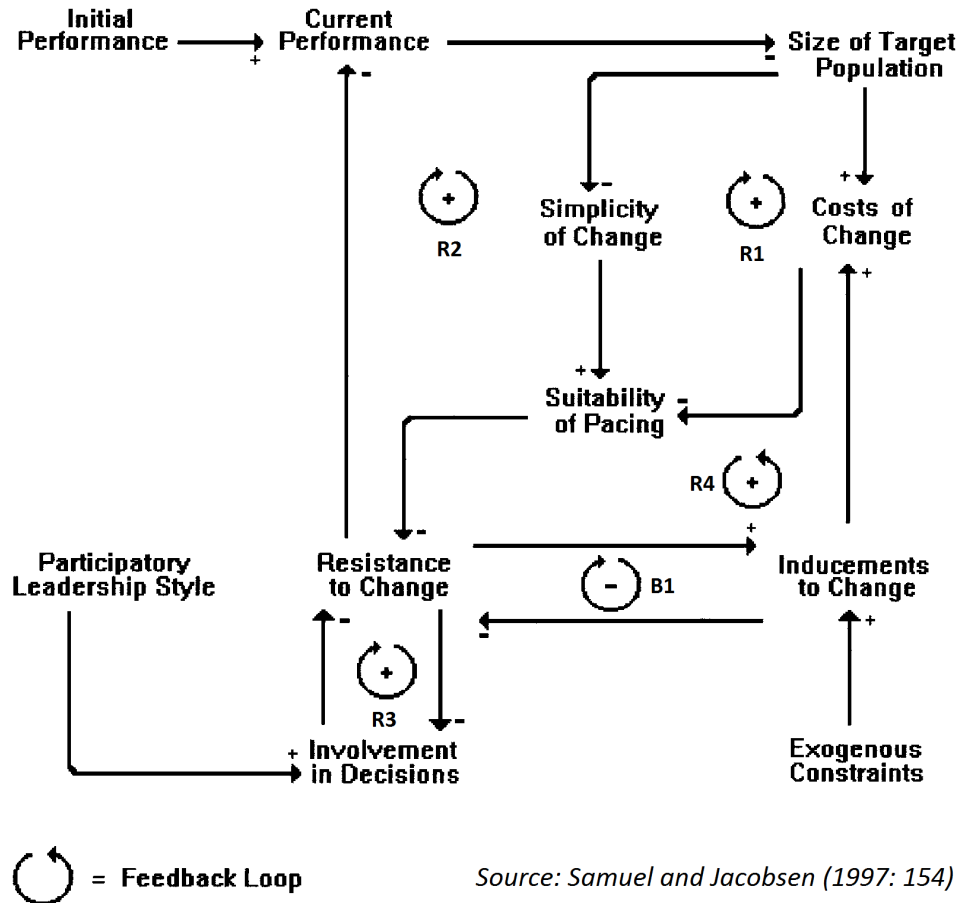 Initial
Performance
+
Current
Performance
-
Size of Target
Population
-
+
-
Simplicity
of Change
+
R2
+
R1
Costs of
Change
+
+
Suitability
of Pacing
-
-
R4
+
+
Participatory
Leadership Style
Resistance
to Change
Inducements
to Change
-
B1
-
-
+
+
R3
-
+
Involvement
in Decisions
Exogenous
Constraints
= Feedback Loop
Source: Samuel and Jacobsen (1997: 154)